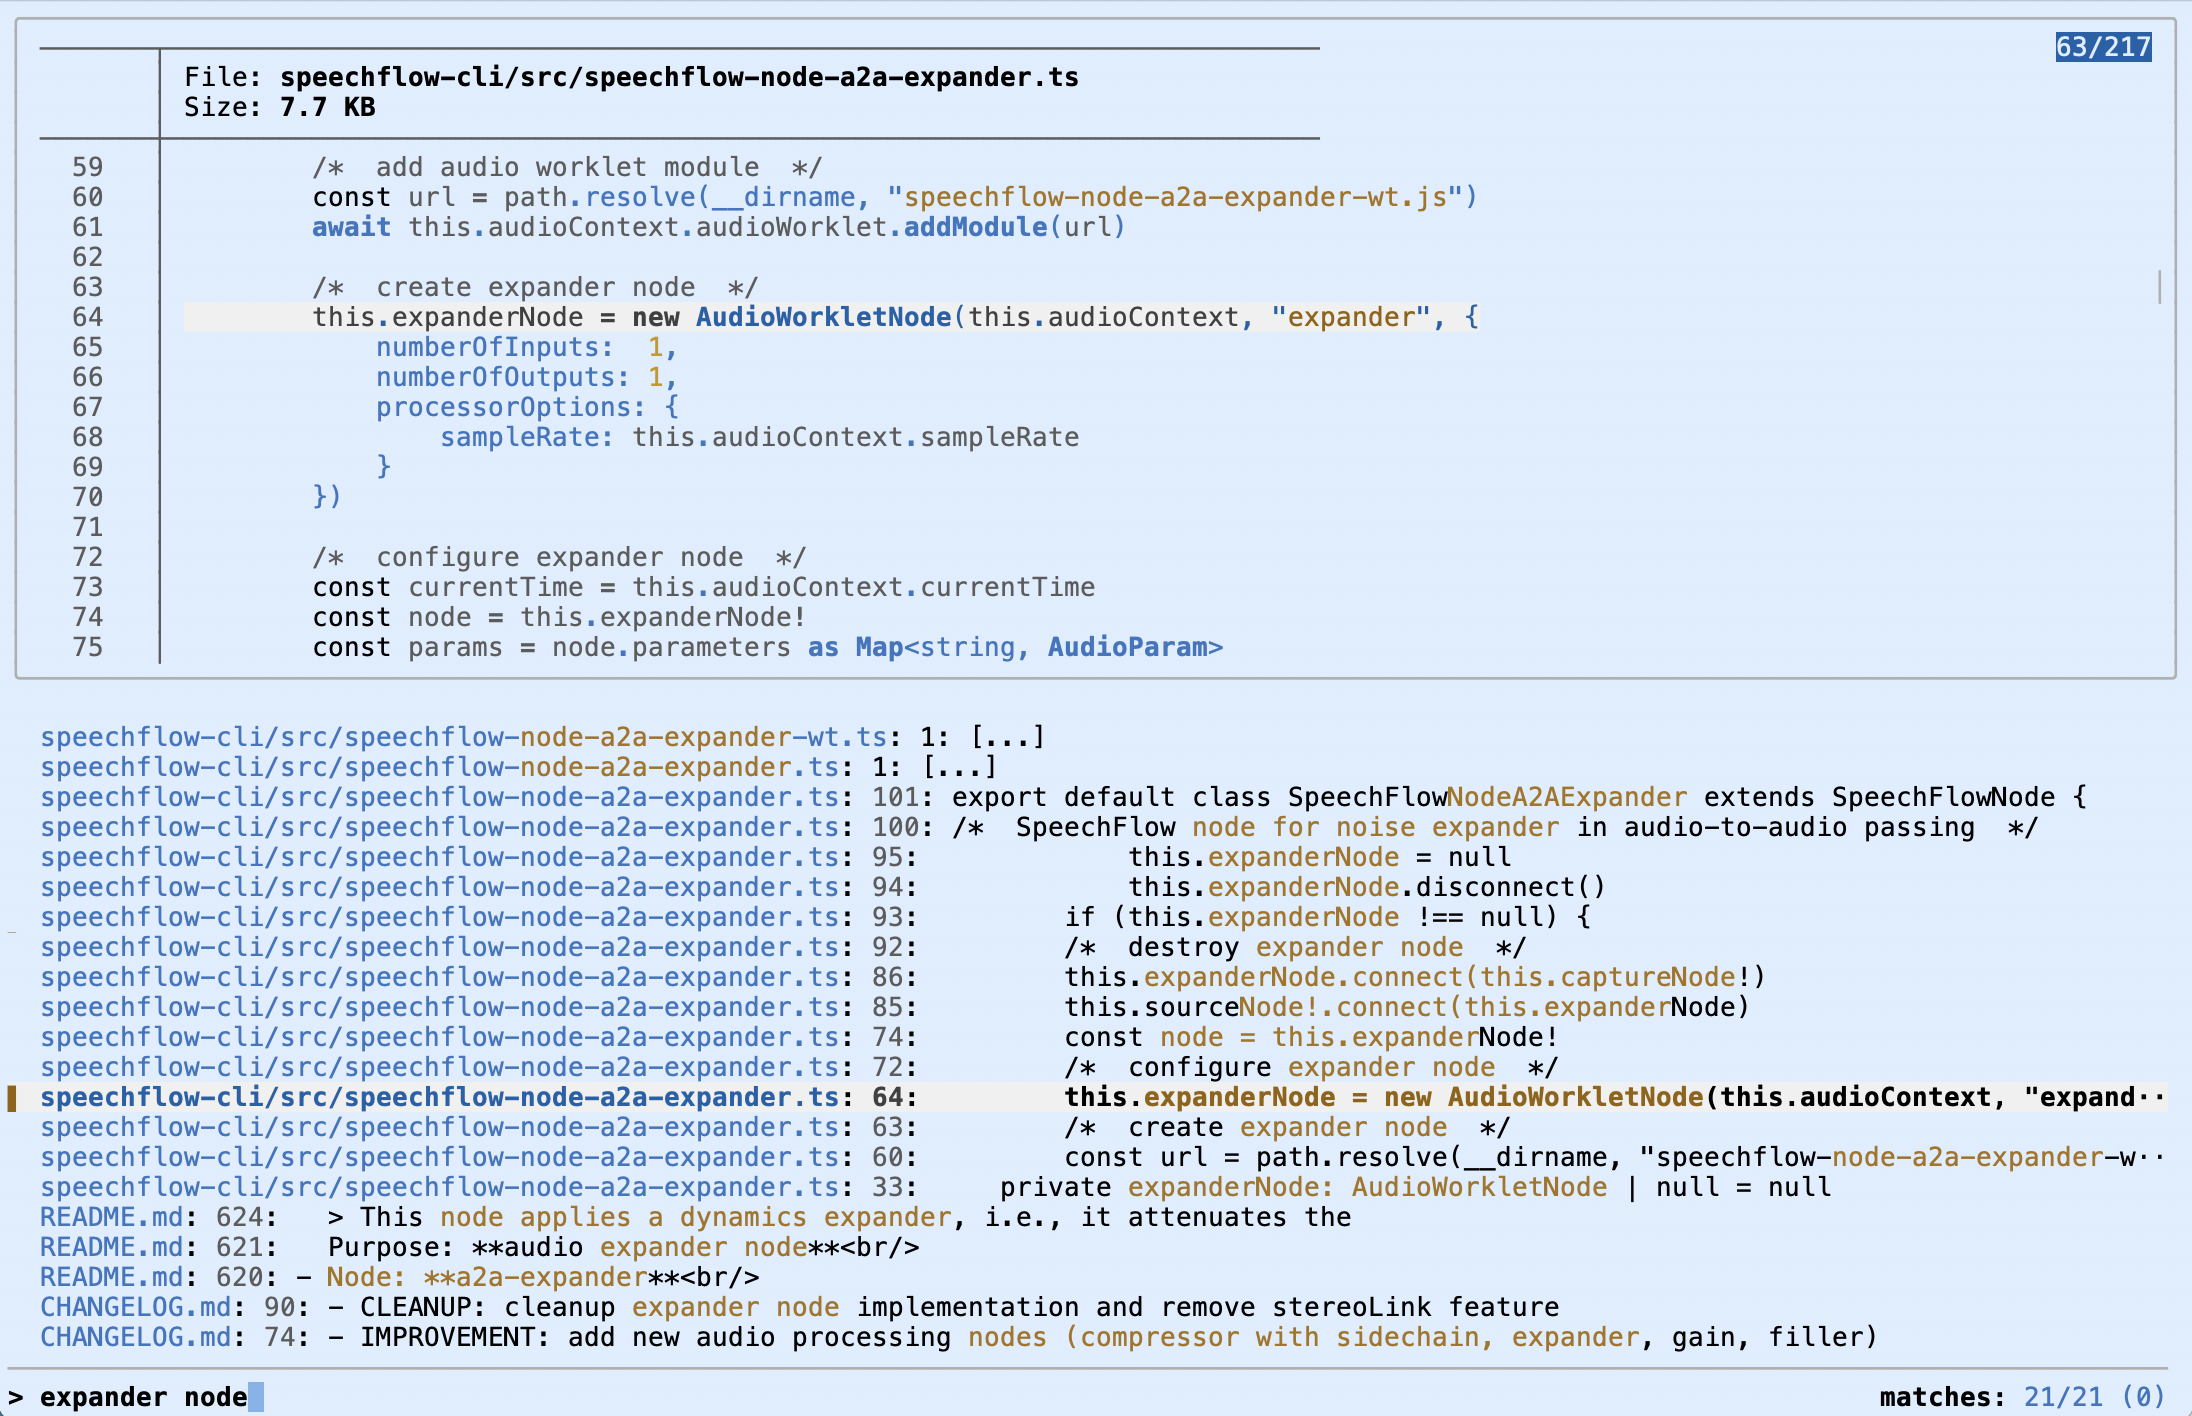 63/217
File: speechflow-cli/src/speechflow-node-a2a-expander.ts
Size: 7.7 KB
59 /*  add audio worklet module  */
60 const url = path.resolve(__dirname, "speechflow-node-a2a-expander-wt.js")
61 await this.audioContext.audioWorklet.addModule(url)
62
63 /*  create expander node  */
64 this.expanderNode = new AudioWorkletNode(this.audioContext, "expander", {
65     numberOfInputs:  1,
66     numberOfOutputs: 1,
67     processorOptions: {
68         sampleRate: this.audioContext.sampleRate
69     }
70 })
71
72 /*  configure expander node  */
73 const currentTime = this.audioContext.currentTime
74 const node = this.expanderNode!
75 const params = node.parameters as Map<string, AudioParam>
speechflow-cli/src/speechflow-node-a2a-expander-wt.ts: 1: [...]
speechflow-cli/src/speechflow-node-a2a-expander.ts: 1: [...]
speechflow-cli/src/speechflow-node-a2a-expander.ts: 101: export default class SpeechFlowNodeA2AExpander extends SpeechFlowNode {
speechflow-cli/src/speechflow-node-a2a-expander.ts: 100: /*  SpeechFlow node for noise expander in audio-to-audio passing  */
speechflow-cli/src/speechflow-node-a2a-expander.ts: 95:             this.expanderNode = null
speechflow-cli/src/speechflow-node-a2a-expander.ts: 94:             this.expanderNode.disconnect()
speechflow-cli/src/speechflow-node-a2a-expander.ts: 93:         if (this.expanderNode !== null) {
speechflow-cli/src/speechflow-node-a2a-expander.ts: 92:         /*  destroy expander node  */
speechflow-cli/src/speechflow-node-a2a-expander.ts: 86:         this.expanderNode.connect(this.captureNode!)
speechflow-cli/src/speechflow-node-a2a-expander.ts: 85:         this.sourceNode!.connect(this.expanderNode)
speechflow-cli/src/speechflow-node-a2a-expander.ts: 74:         const node = this.expanderNode!
speechflow-cli/src/speechflow-node-a2a-expander.ts: 72:         /*  configure expander node  */
speechflow-cli/src/speechflow-node-a2a-expander.ts: 64:         this.expanderNode = new AudioWorkletNode(this.audioContext, "expand··
speechflow-cli/src/speechflow-node-a2a-expander.ts: 63:         /*  create expander node  */
speechflow-cli/src/speechflow-node-a2a-expander.ts: 60:         const url = path.resolve(__dirname, "speechflow-node-a2a-expander-w··
speechflow-cli/src/speechflow-node-a2a-expander.ts: 33:     private expanderNode: AudioWorkletNode | null = null
README.md: 624:   > This node applies a dynamics expander, i.e., it attenuates the
README.md: 621:   Purpose: **audio expander node**<br/>
README.md: 620: - Node: **a2a-expander**<br/>
CHANGELOG.md: 90: - CLEANUP: cleanup expander node implementation and remove stereoLink feature
CHANGELOG.md: 74: - IMPROVEMENT: add new audio processing nodes (compressor with sidechain, expander, gain, filler)
> expander node
matches: 21/21 (0)